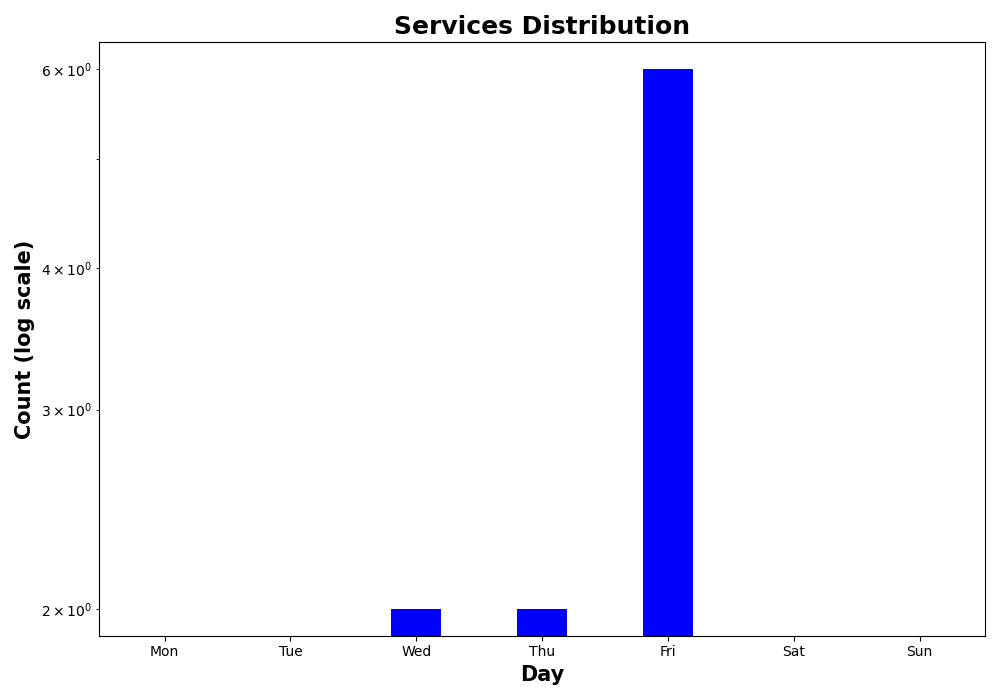 Services Distribution
Count (log scale)
6 × 10⁰
4 × 10⁰
3 × 10⁰
2 × 10⁰
Mon Tue Wed Thu Fri Sat Sun
Day